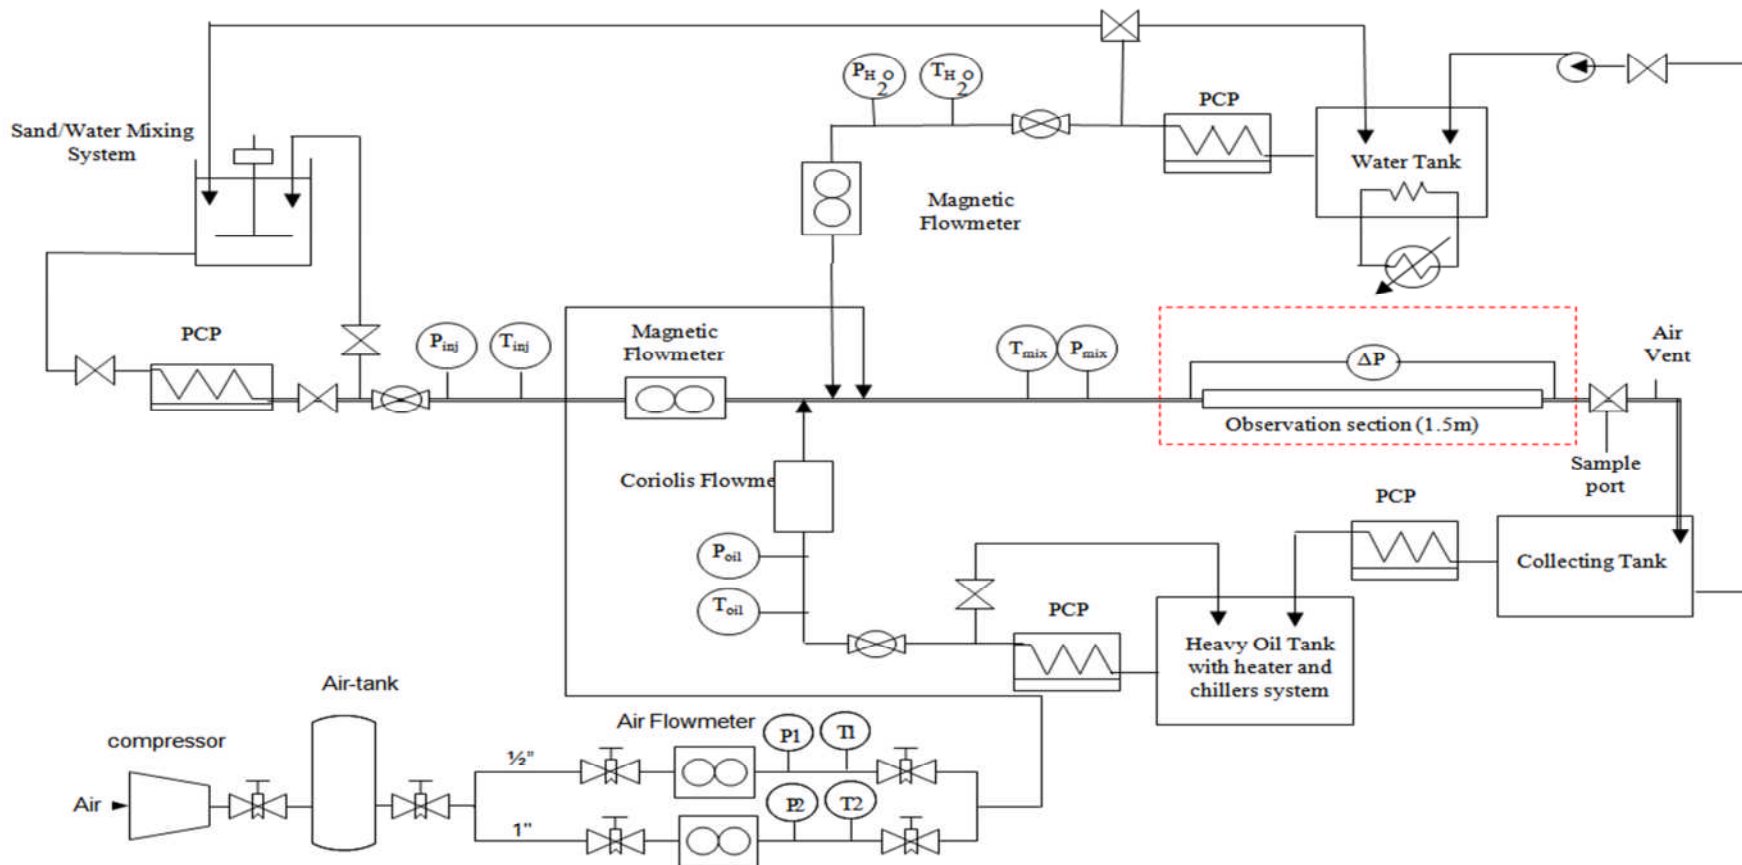 P H2O
T H2O
PCP
Sand/Water Mixing
System
Water Tank
Magnetic
Flowmeter
PCP
Pinj
Tinj
Magnetic
Flowmeter
Tmix
Pmix
ΔP
Air
Vent
Observation section (1.5m)
Sample
port
Coriolis Flowme
PCP
Poil
Collecting Tank
Toil
PCP
Heavy Oil Tank
with heater and
chillers system
Air-tank
compressor
Air Flowmeter
P1
T1
½"
Air
P2
T2
1"